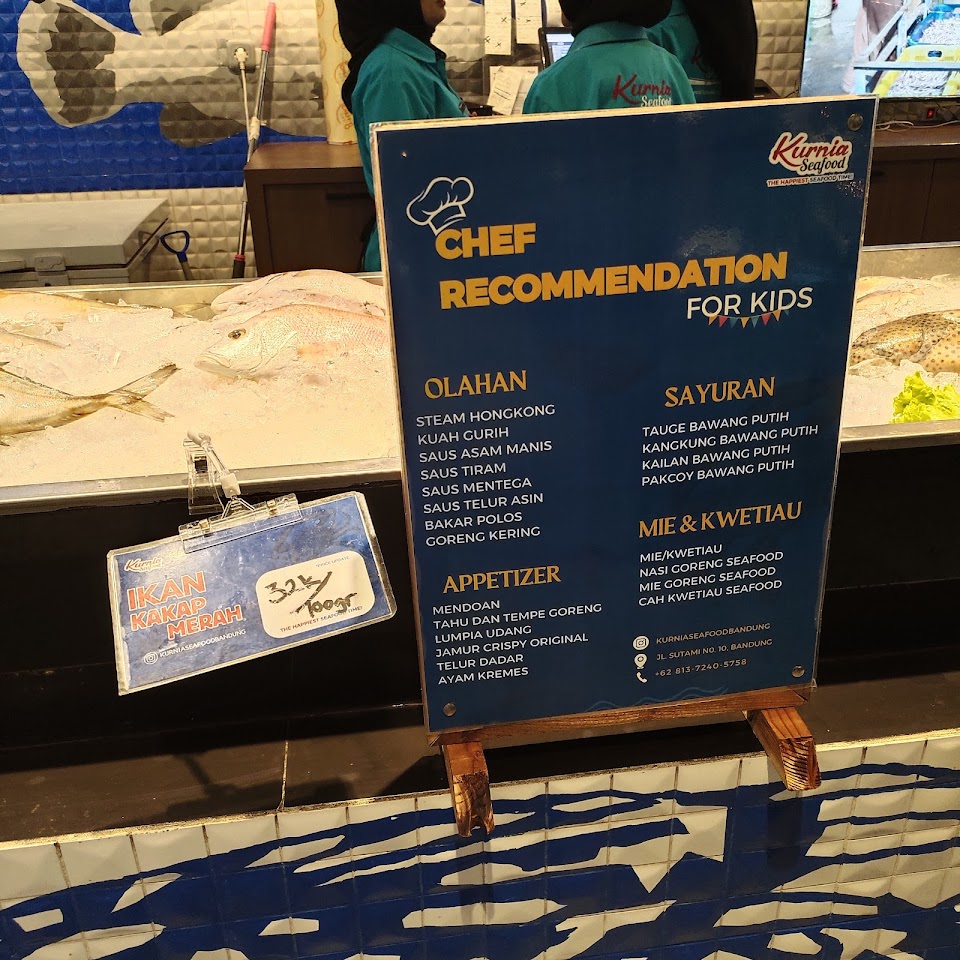 Kurnia
Seafood
Kurnia
Seafood
THE HAPPIEST SEAFOOD TIME!
CHEF
RECOMMENDATION
FOR KIDS
OLAHAN
STEAM HONGKONG
KUAH GURIH
SAUS ASAM MANIS
SAUS TIRAM
SAUS MENTEGA
SAUS TELUR ASIN
BAKAR POLOS
GORENG KERING
APPETIZER
MENDOAN
TAHU DAN TEMPE GORENG
LUMPIA UDANG
JAMUR CRISPY ORIGINAL
TELUR DADAR
AYAM KREMES
SAYURAN
TAUGE BAWANG PUTIH
KANGKUNG BAWANG PUTIH
KAILAN BAWANG PUTIH
PAKCOY BAWANG PUTIH
MIE & KWETIAU
MIE/KWETIAU
NASI GORENG SEAFOOD
MIE GORENG SEAFOOD
CAH KWETIAU SEAFOOD
KURNIASEAFOODBANDUNG
JL. SUTAMI NO. 10, BANDUNG
+62 813-7240-5758
Kurnia
IKAN
KAKAP
MERAH
32k/100gr
THE HAPPIEST SEAFOOD TIME!
KURNIASEAFOODBANDUNG